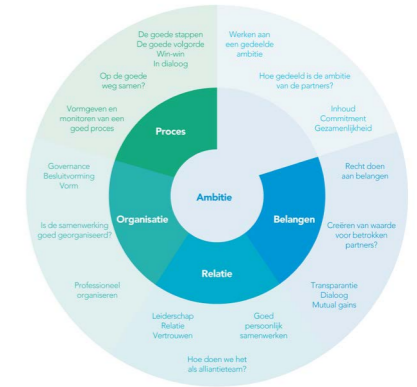 De goede stappen
De goede volgorde
Win-win
In dialoog
Op de goede
weg samen?
Vormgeven en
monitoren van een
goed proces
Proces
Werken aan
een gedeelde
ambitie
Hoe gedeeld is de ambitie
van de partners?
Inhoud
Commitment
Gezamenlijkheid
Governance
Besluitvorming
Vorm
Is de samenwerking
goed georganiseerd?
Professioneel
organiseren
Organisatie
Ambitie
Belangen
Recht doen
aan belangen
Creëren van waarde
voor betrokken
partners?
Transparantie
Dialoog
Mutual gains
Relatie
Leiderschap
Relatie
Vertrouwen
Goed
persoonlijk
samenwerken
Hoe doen we het
als alliantieteam?